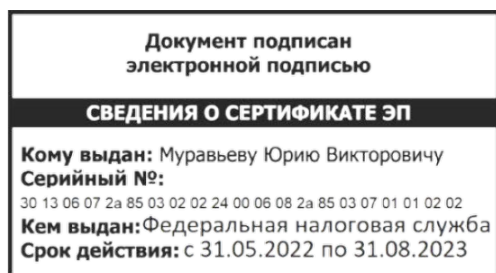 Документ подписан
электронной подписью
СВЕДЕНИЯ О СЕРТИФИКАТЕ ЭП
Кому выдан: Муравьеву Юрию Викторовичу
Серийный №:
30 13 06 07 2a 85 03 02 02 24 00 06 08 2a 85 03 07 01 01 02 02
Кем выдан: Федеральная налоговая служба
Срок действия: с 31.05.2022 по 31.08.2023